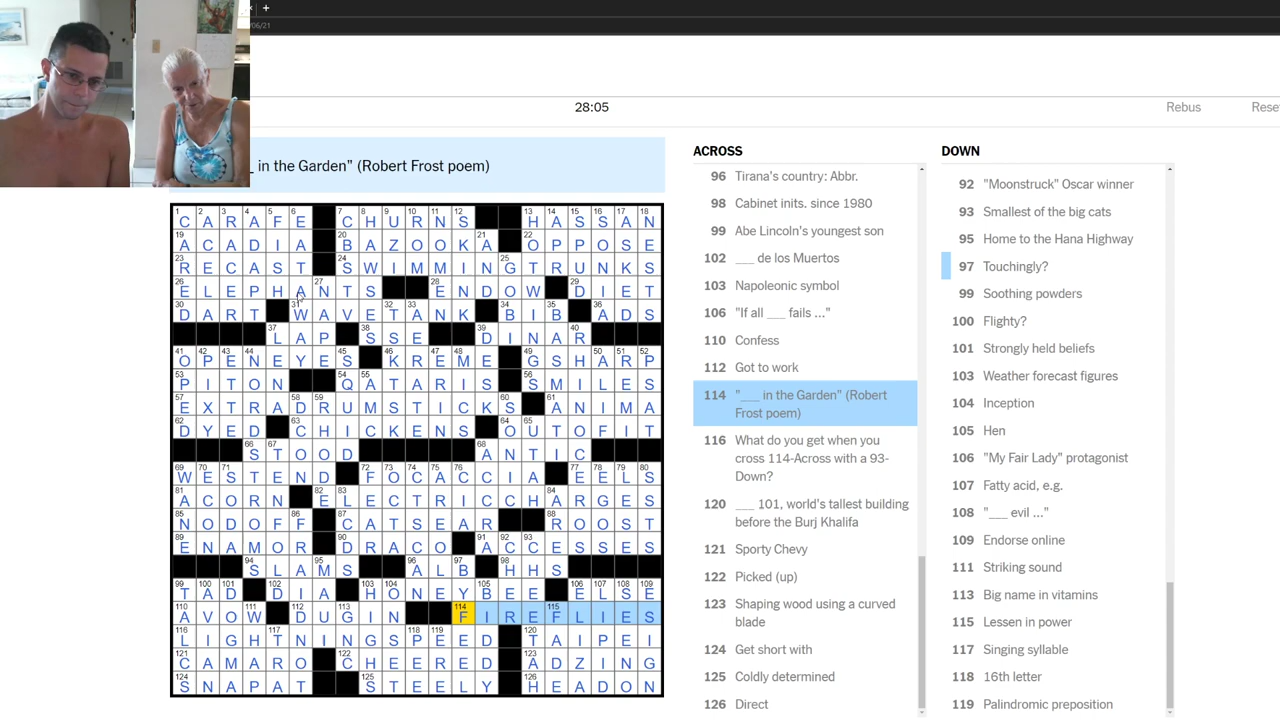 +
06/21
28:05
Rebus
Rese
in the Garden" (Robert Frost poem)
ACROSS
96 Tirana's country: Abbr.
98 Cabinet inits. since 1980
99 Abe Lincoln's youngest son
102 ___ de los Muertos
103 Napoleonic symbol
106 "If all ___ fails ..."
110 Confess
112 Got to work
114 "___ in the Garden" (Robert
Frost poem)
116 What do you get when you
cross 114-Across with a 93-
Down?
120 ___ 101, world's tallest building
before the Burj Khalifa
121 Sporty Chevy
122 Picked (up)
123 Shaping wood using a curved
blade
124 Get short with
125 Coldly determined
126 Direct
DOWN
92 "Moonstruck" Oscar winner
93 Smallest of the big cats
95 Home to the Hana Highway
97 Touchingly?
99 Soothing powders
100 Flighty?
101 Strongly held beliefs
103 Weather forecast figures
104 Inception
105 Hen
106 "My Fair Lady" protagonist
107 Fatty acid, e.g.
108 "___ evil ..."
109 Endorse online
111 Striking sound
113 Big name in vitamins
115 Lessen in power
117 Singing syllable
118 16th letter
119 Palindromic preposition
CARAFE CHURNS HASSAN
ACADIA BAZOOKA OPPOSE
RECAST SWIMMINGTRUNKS
ELEPHANTS ENDOW DIET
DART WAVETANK BIB ADS
LAP SSE DINAR
OPENEYES KREME GSHARP
PITON QATARIS SMILES
EXTRADRUMSTICKS ANIMA
DYED CHICKENS OUTOFIT
STOOD ANTIC
WESTEND FOCACCIA EELS
ACORN ELECTRICCHARGES
NODOFF CATSEAR ROOST
ENAMOR DRACO ACCESSES
SLAMS ALB HHS
TAD DIA HONEYBEE ELSE
AVOW DUGIN FIREFLIES
LIGHTNINGSPEED TAIPEI
CAMARO CHEERED ADZING
SNAPAT STEELY HEADON